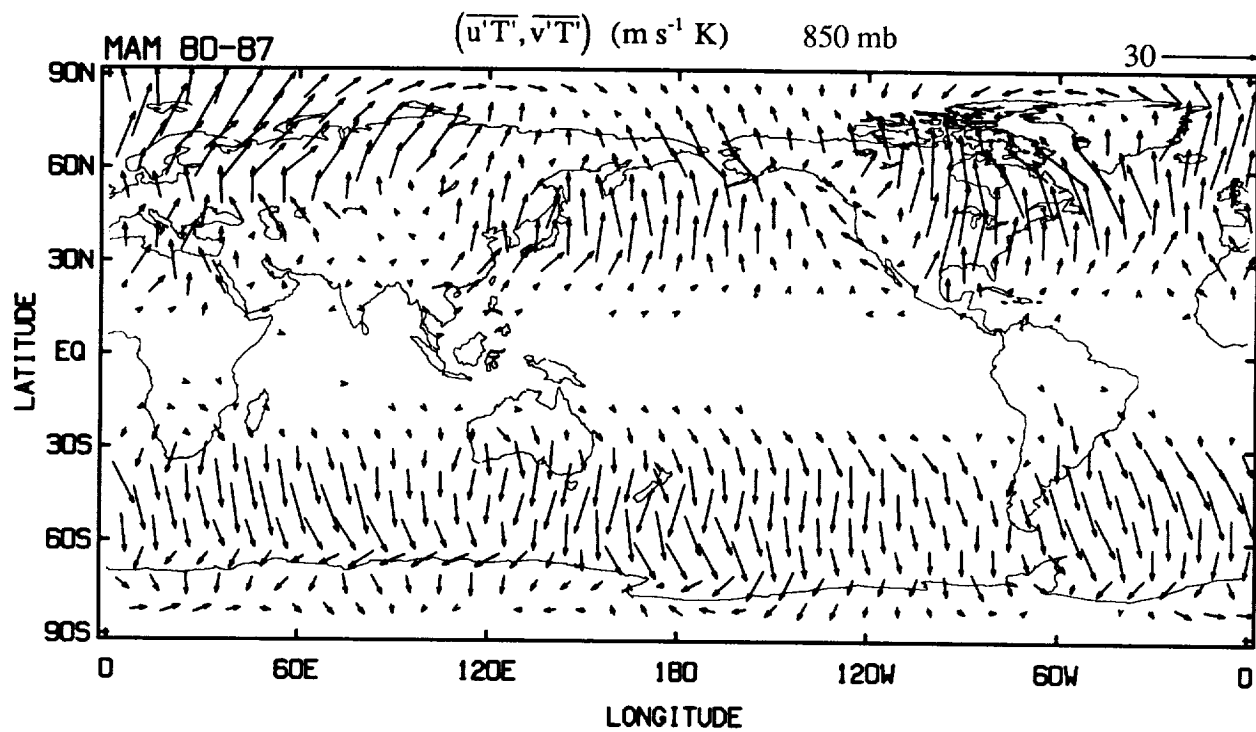 (u'T', v'T') (m s⁻¹ K) 850 mb
MAM 80-87
30
90N
60N
30N
EQ
30S
60S
90S
LATITUDE
0 60E 120E 180 120W 60W 0
LONGITUDE